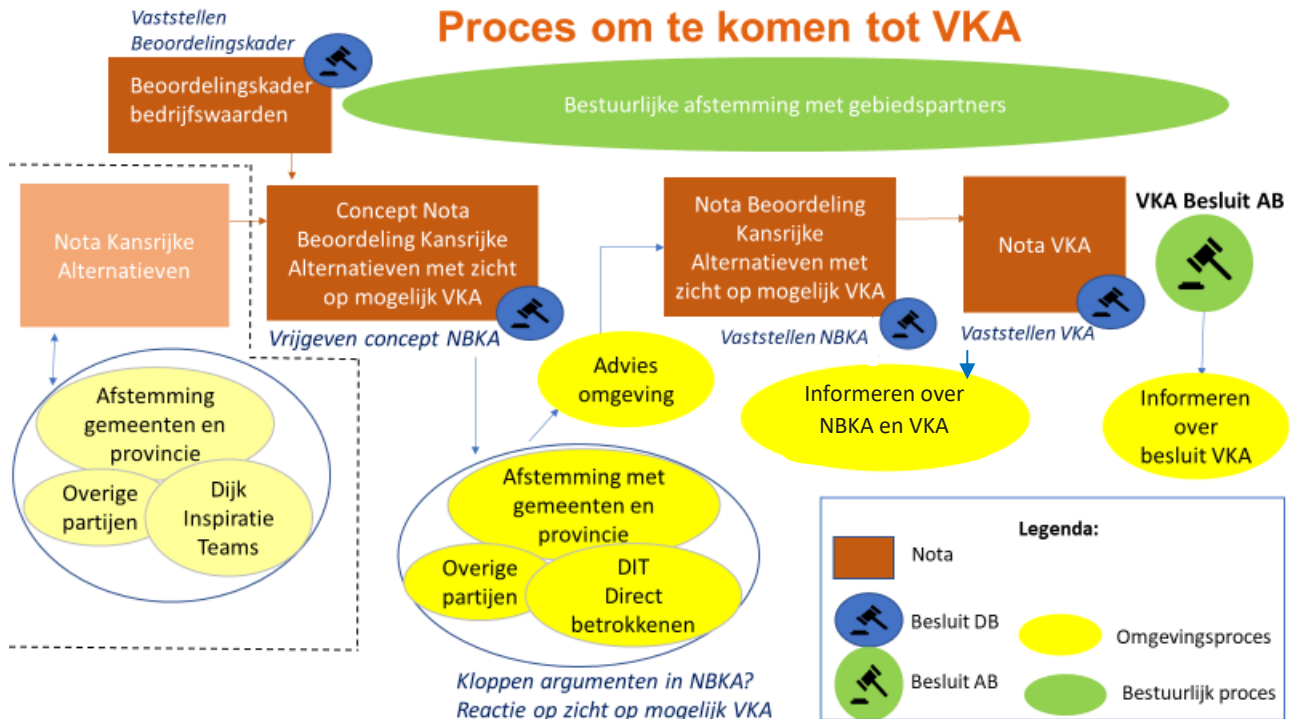 Proces om te komen tot VKA
Vaststellen
Beoordelingskader
Beoordelingskader
bedrijfswaarden
Bestuurlijke afstemming met gebiedspartners
Nota Kansrijke
Alternatieven
Concept Nota
Beoordeling Kansrijke
Alternatieven met zicht
op mogelijk VKA
Vrijgeven concept NBKA
Nota Beoordeling
Kansrijke
Alternatieven met
zicht op mogelijk VKA
Vaststellen NBKA
Nota VKA
Vaststellen VKA
VKA Besluit AB
Afstemming
gemeenten en
provincie
Overige
partijen
Dijk
Inspiratie
Teams
Advies
omgeving
Informeren over
NBKA en VKA
Informeren
over
besluit VKA
Afstemming met
gemeenten en
provincie
Overige
partijen
DIT
Direct
betrokkenen
Kloppen argumenten in NBKA?
Reactie op zicht op mogelijk VKA
Legenda:
Nota
Besluit DB
Besluit AB
Omgevingsproces
Bestuurlijk proces